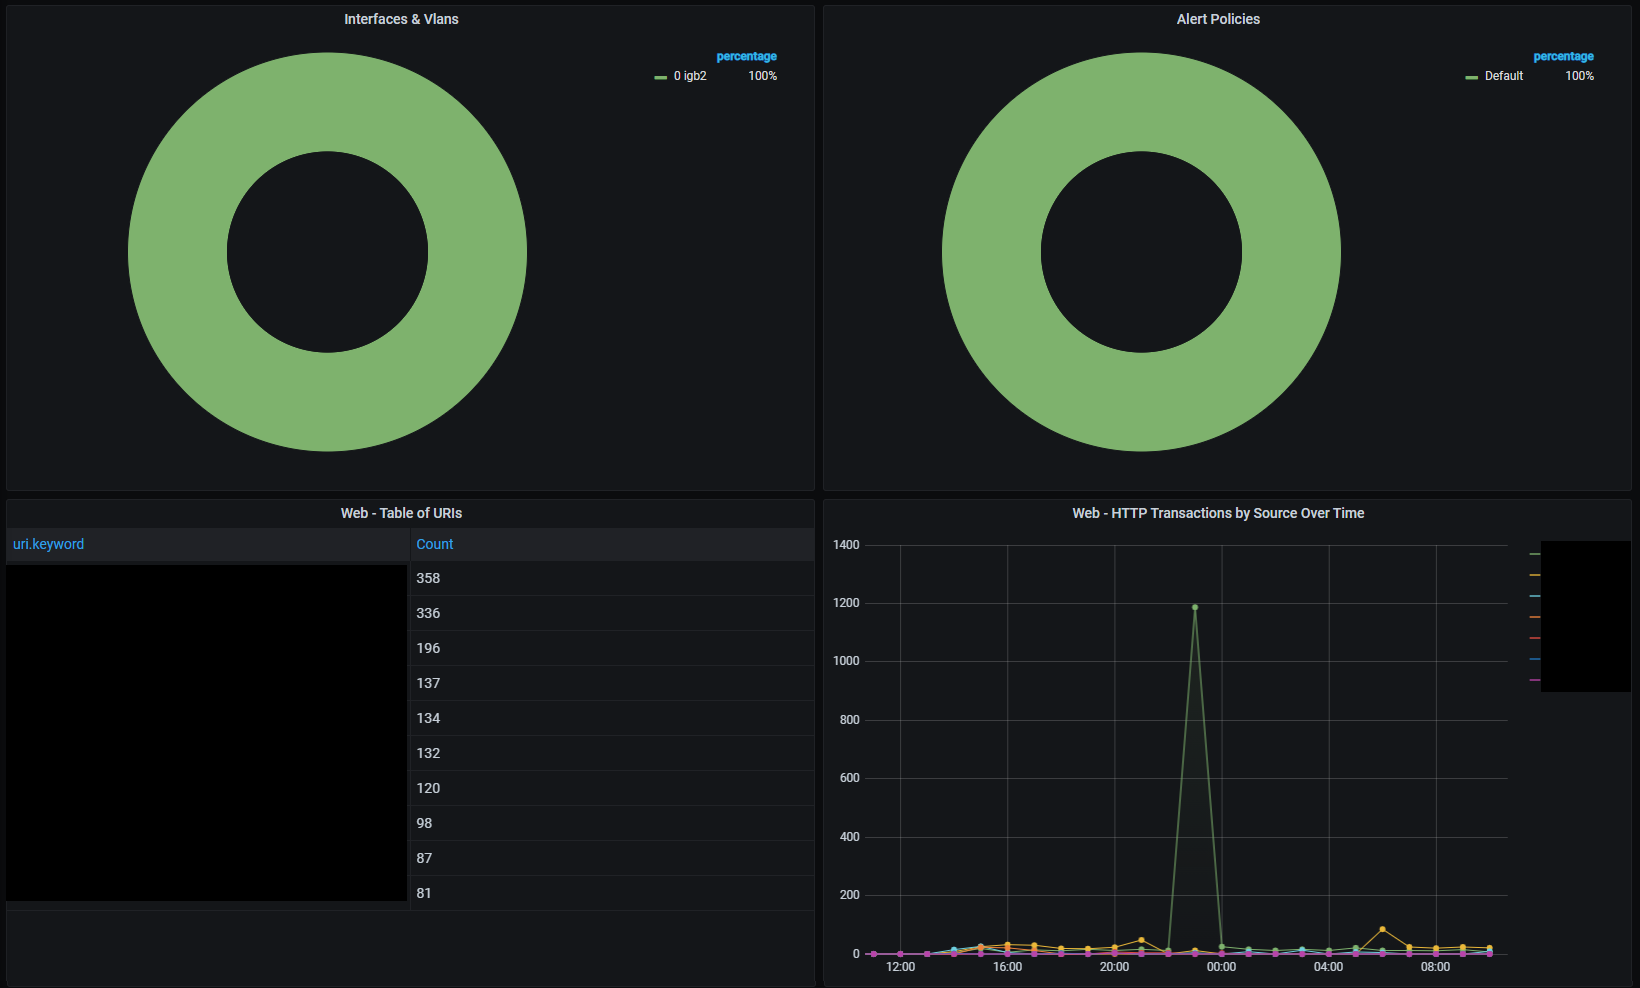 Interfaces & Vlans
percentage
0 igb2 100%
Alert Policies
percentage
Default 100%
Web - Table of URIs
uri.keyword Count
358
336
196
137
134
132
120
98
87
81
Web - HTTP Transactions by Source Over Time
1400
1200
1000
800
600
400
200
0
12:00 16:00 20:00 00:00 04:00 08:00